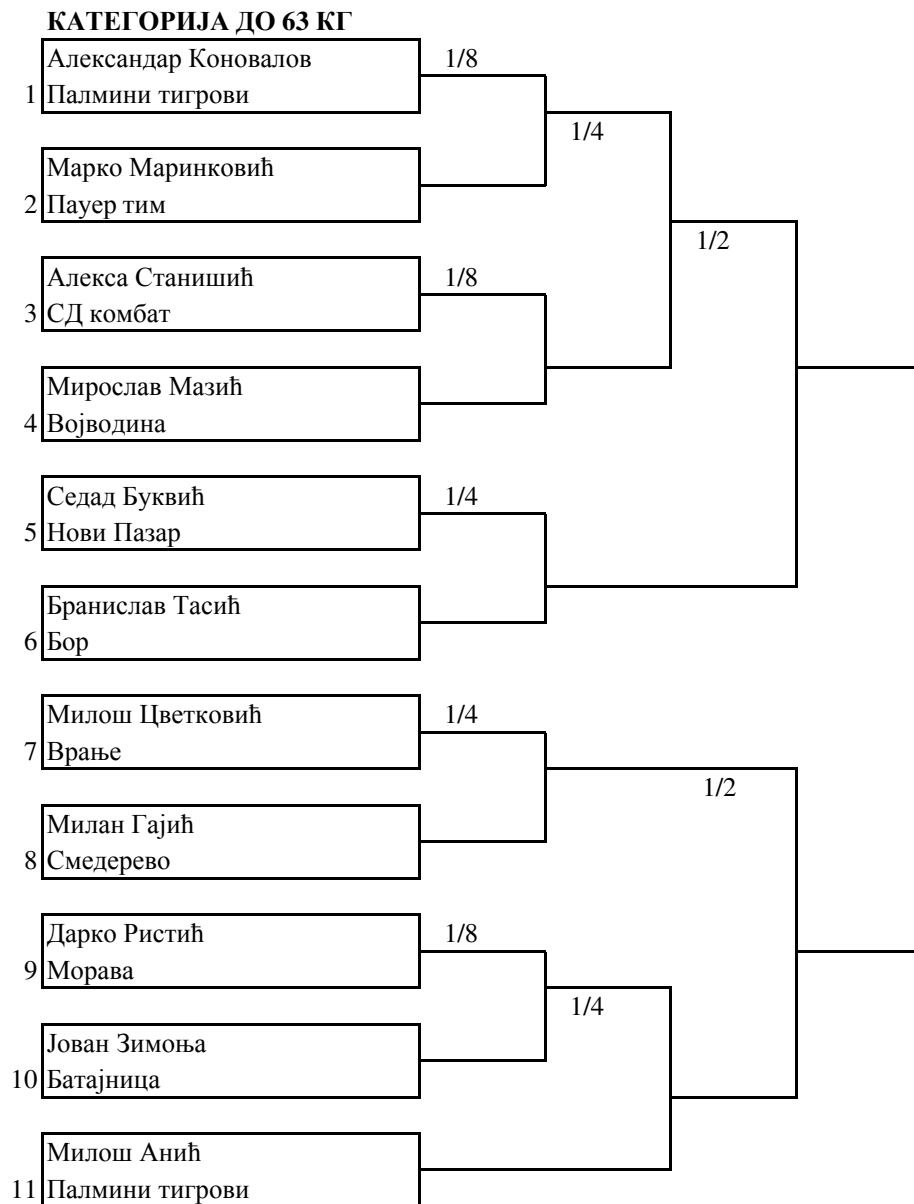 КАТЕГОРИЈА ДО 63 КГ
Александар Коновалов 1/8
1 Палмини тигрови
1/4
Марко Маринковић
2 Пауер тим
1/2
Алекса Станишић 1/8
3 СД комбат
Мирослав Мазић
4 Војводина
Седад Буквић 1/4
5 Нови Пазар
Бранислав Тасић
6 Бор
Милош Цветковић 1/4
7 Врање
1/2
Милан Гајић
8 Смедерево
Дарко Ристић 1/8
9 Морава
1/4
Јован Зимоња
10 Батајница
Милош Анић
11 Палмини тигрови